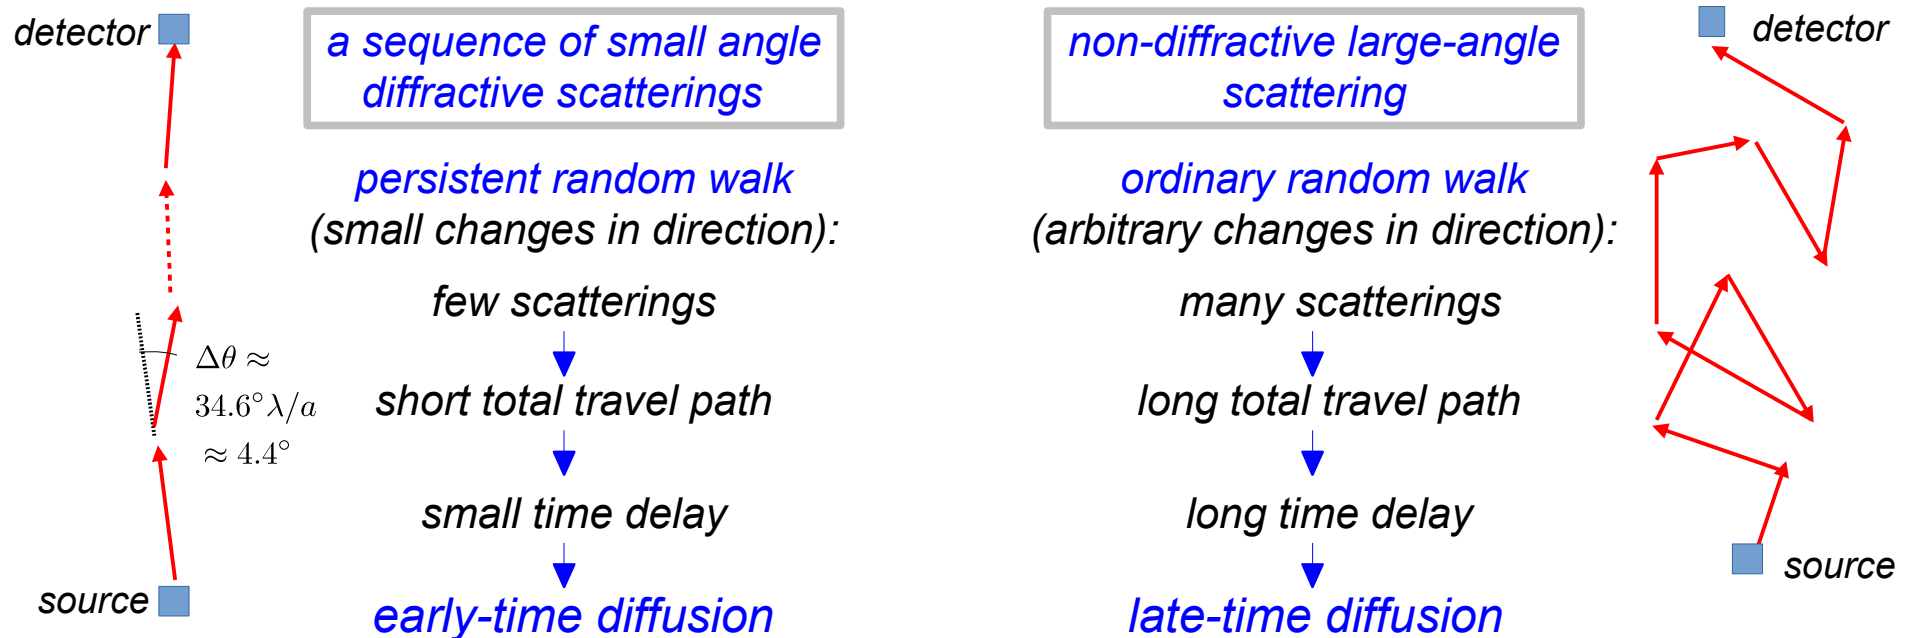 detector
a sequence of small angle
diffractive scatterings
persistent random walk
(small changes in direction):
few scatterings
short total travel path
small time delay
early-time diffusion
Δθ ≈
34.6° λ/a
≈ 4.4°
source
non-diffractive large-angle
scattering
ordinary random walk
(arbitrary changes in direction):
many scatterings
long total travel path
long time delay
late-time diffusion
detector
source